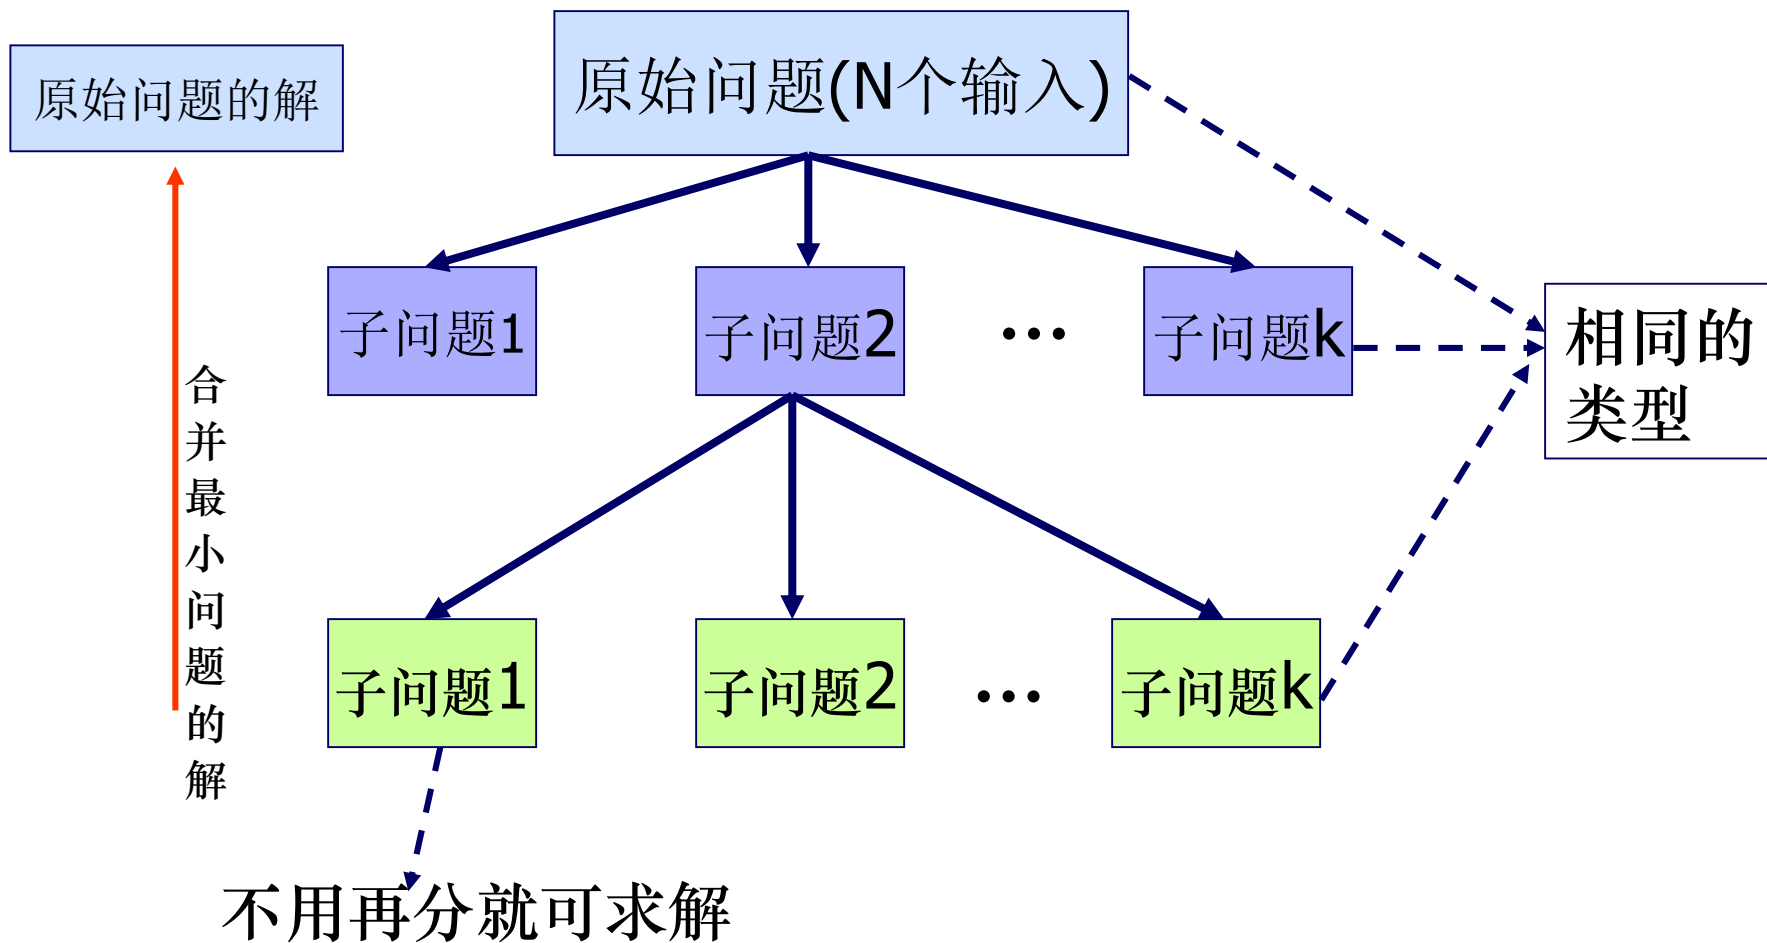 原始问题的解
原始问题(N个输入)
子问题1
子问题2
...
子问题k
相同的
类型
合并最小问题的解
子问题1
子问题2
...
子问题k
不用再分就可求解